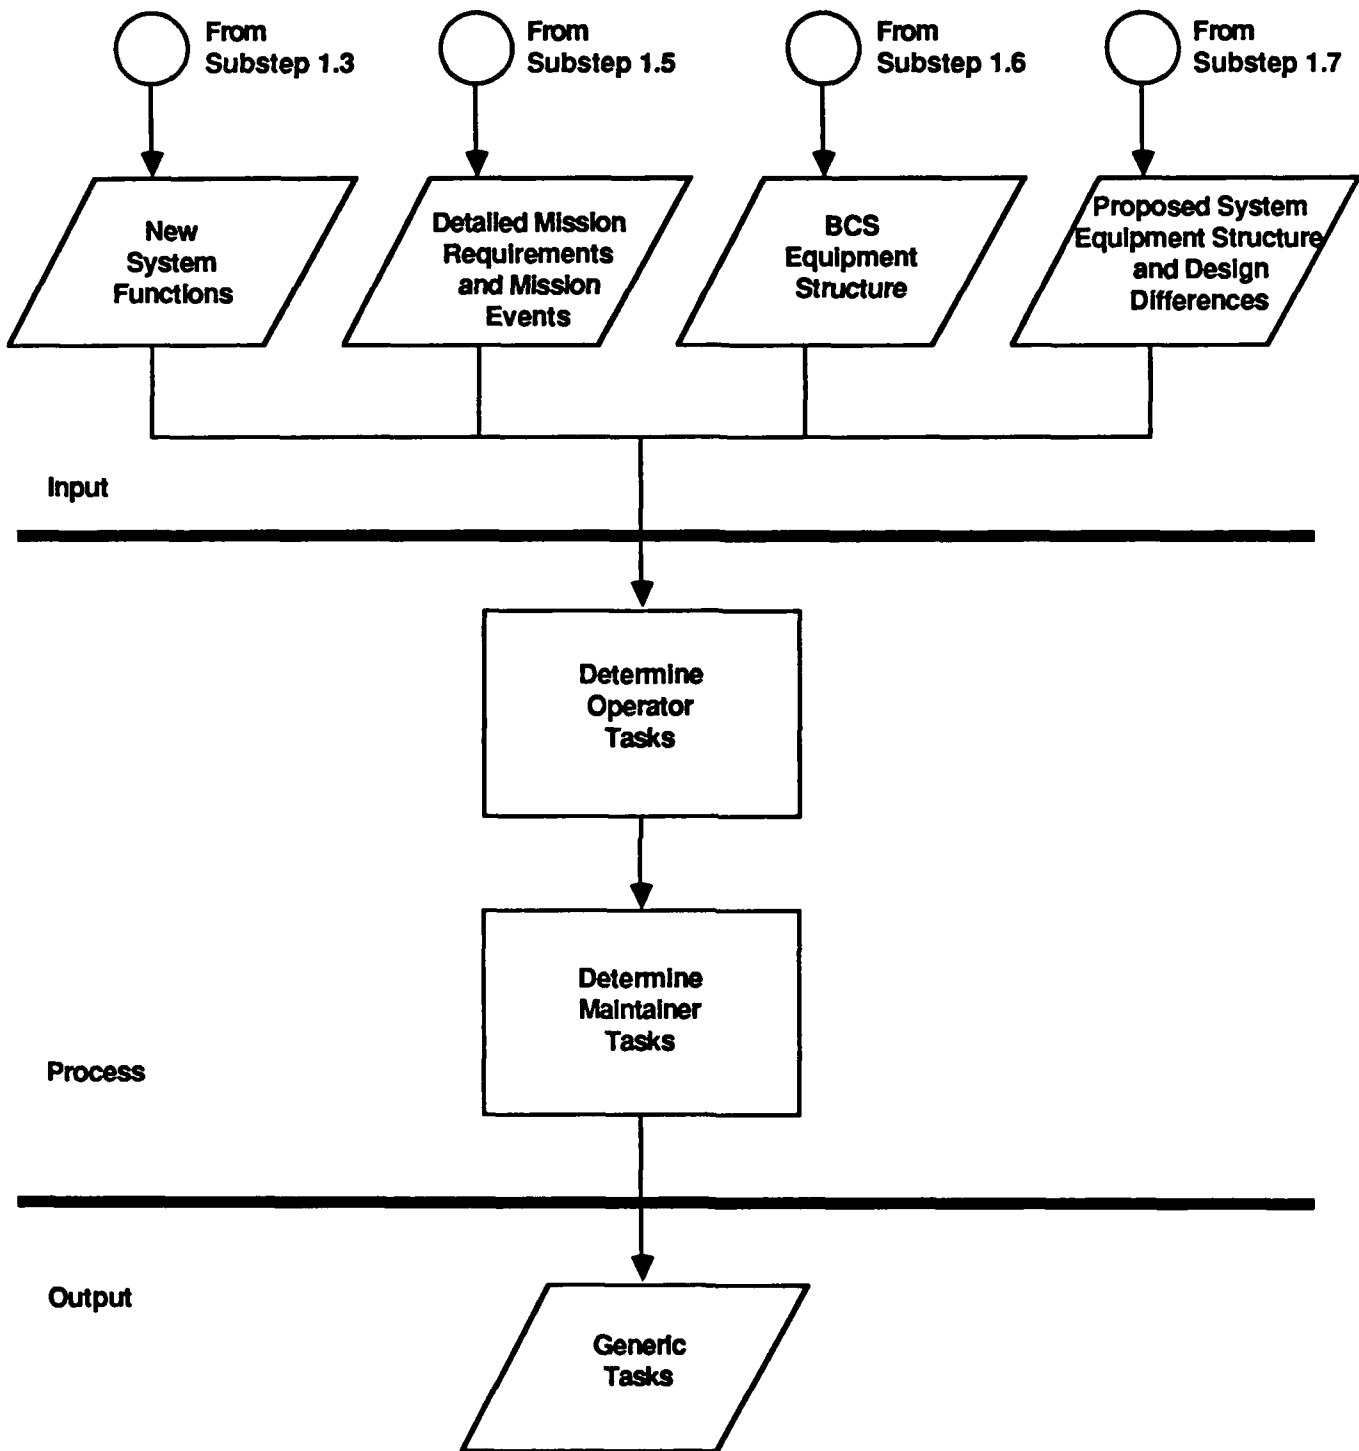 From
Substep 1.3
From
Substep 1.5
From
Substep 1.6
From
Substep 1.7
New
System
Functions
Detailed Mission
Requirements
and Mission
Events
BCS
Equipment
Structure
Proposed System
Equipment Structure
and Design
Differences
Input
Determine
Operator
Tasks
Determine
Maintainer
Tasks
Process
Output
Generic
Tasks